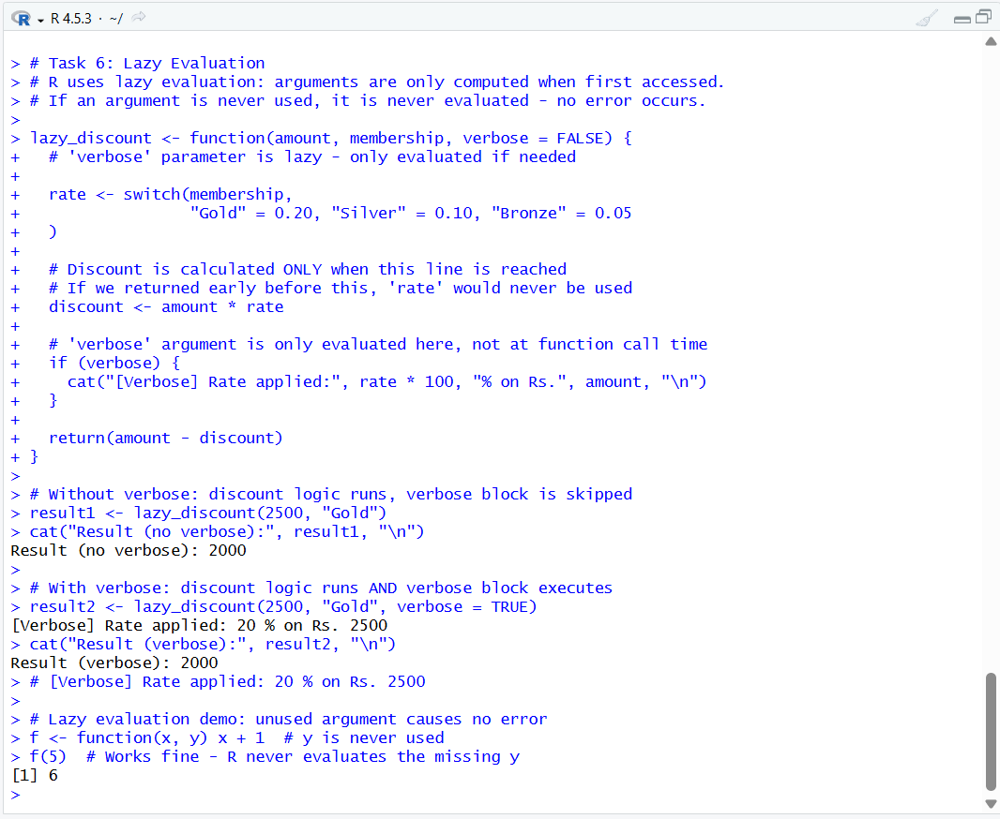 R 4.5.3 · ~/
> # Task 6: Lazy Evaluation
> # R uses lazy evaluation: arguments are only computed when first accessed.
> # If an argument is never used, it is never evaluated - no error occurs.
>
> lazy_discount <- function(amount, membership, verbose = FALSE) {
+   # 'verbose' parameter is lazy - only evaluated if needed
+
+   rate <- switch(membership,
+                  "Gold" = 0.20, "Silver" = 0.10, "Bronze" = 0.05
+   )
+
+   # Discount is calculated ONLY when this line is reached
+   # If we returned early before this, 'rate' would never be used
+   discount <- amount * rate
+
+   # 'verbose' argument is only evaluated here, not at function call time
+   if (verbose) {
+     cat("[Verbose] Rate applied:", rate * 100, "% on Rs.", amount, "\n")
+   }
+
+   return(amount - discount)
+ }
>
> # Without verbose: discount logic runs, verbose block is skipped
> result1 <- lazy_discount(2500, "Gold")
> cat("Result (no verbose):", result1, "\n")
Result (no verbose): 2000
>
> # With verbose: discount logic runs AND verbose block executes
> result2 <- lazy_discount(2500, "Gold", verbose = TRUE)
[Verbose] Rate applied: 20 % on Rs. 2500
> cat("Result (verbose):", result2, "\n")
Result (verbose): 2000
> # [Verbose] Rate applied: 20 % on Rs. 2500
>
> # Lazy evaluation demo: unused argument causes no error
> f <- function(x, y) x + 1  # y is never used
> f(5)  # Works fine - R never evaluates the missing y
[1] 6
>